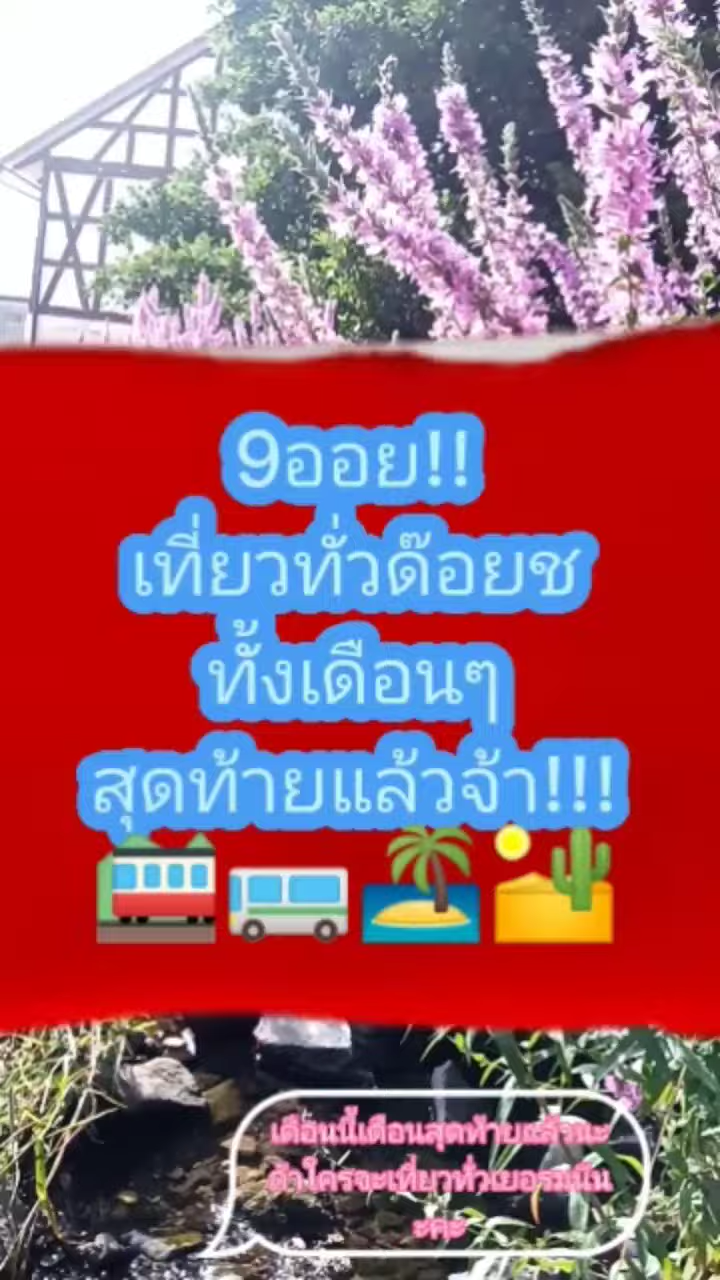 9ออย!!
เที่ยวทั่วด๊อยช
ทั้งเดือนๆ
สุดท้ายแล้วจ้า!!!
เดือนนี้เดือนสุดท้ายแล้วนะ
ถ้าใครจะเที่ยวทั่วเยอรมนีน
ะคะ